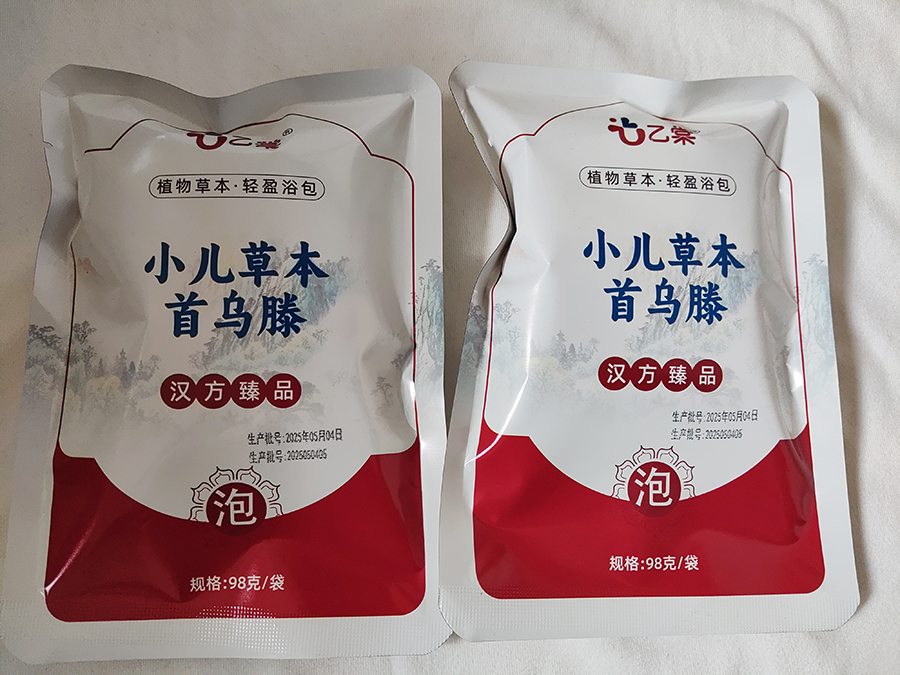 乙棠®
植物草本·轻盈浴包
小儿草本
首乌滕
汉方臻品
生产批号:2025年05月04日
生产批号:2025050405
泡
规格:98克/袋
乙棠®
植物草本·轻盈浴包
小儿草本
首乌滕
汉方臻品
生产批号:2025年05月04日
生产批号:2025050405
泡
规格:98克/袋